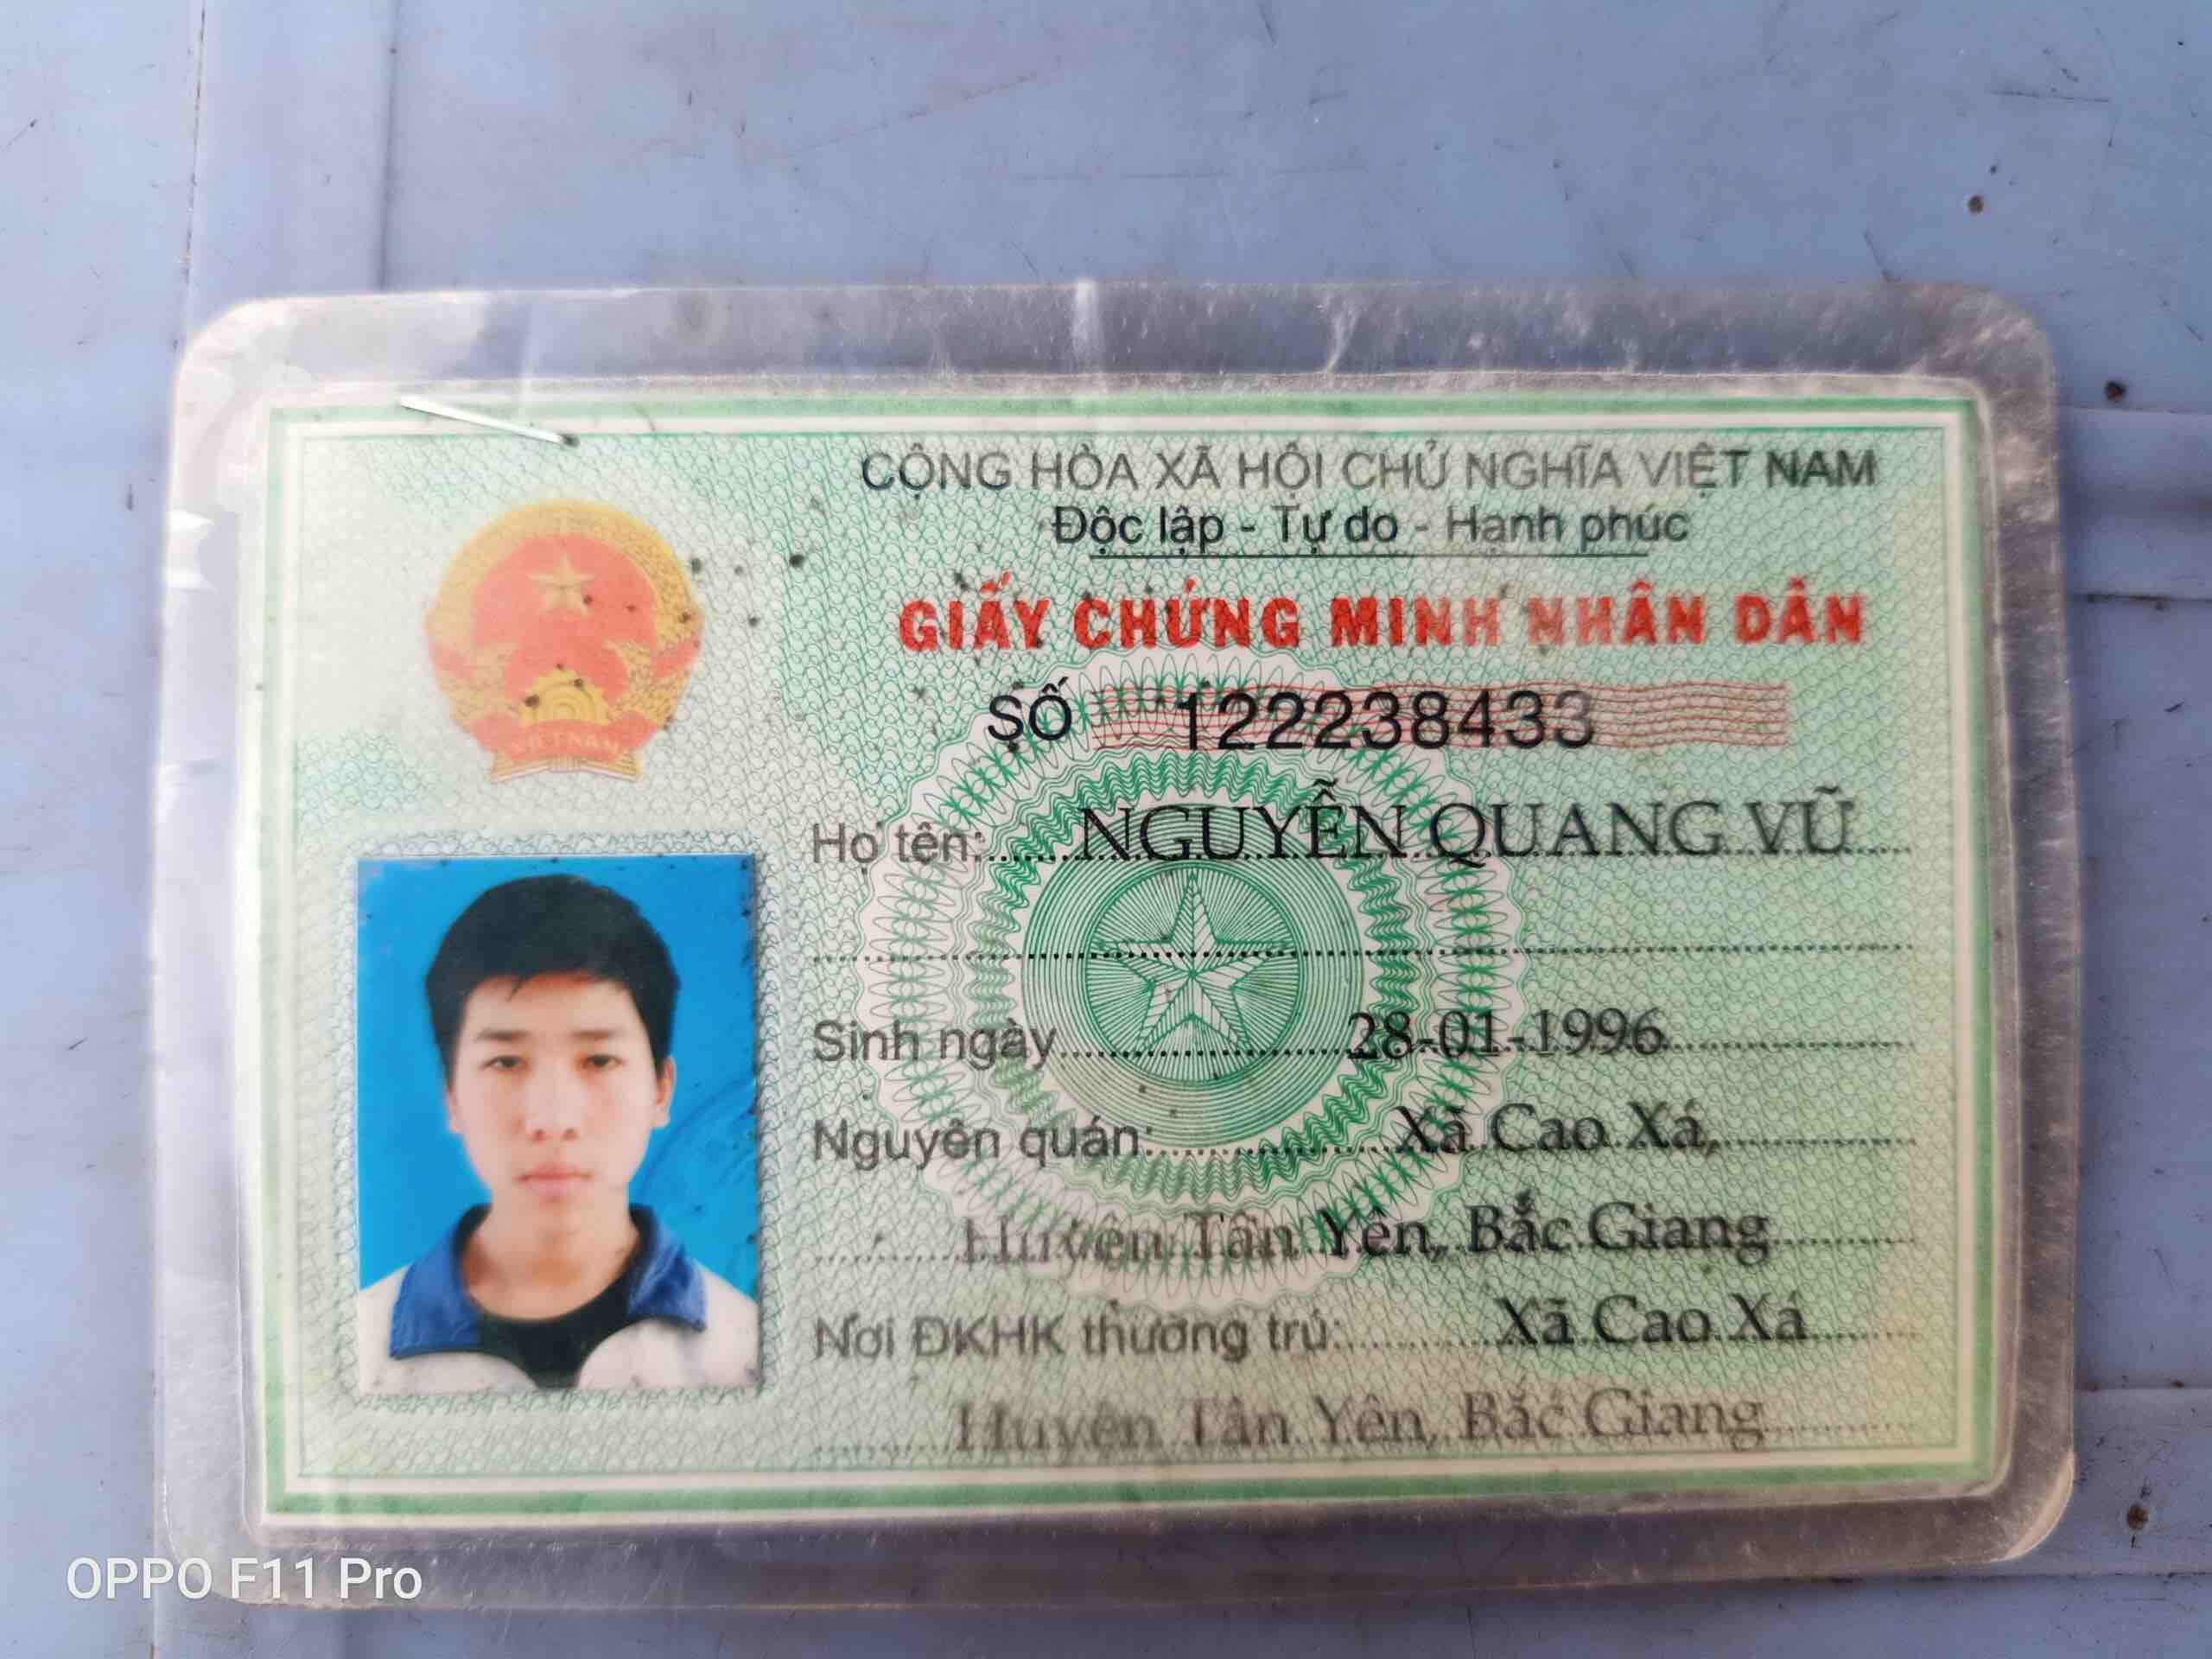 CỘNG HÒA XÃ HỘI CHỦ NGHĨA VIỆT NAM
Độc lập - Tự do - Hạnh phúc
GIẤY CHỨNG MINH NHÂN DÂN
SỐ 122238433
VIETNAM
Họ tên: NGUYỄN QUANG VŨ
Sinh ngày 28-01-1996
Nguyên quán: Xã Cao Xá,
Huyện Tân Yên, Bắc Giang
Nơi ĐKHK thường trú: Xã Cao Xá
Huyện Tân Yên, Bắc Giang
OPPO F11 Pro